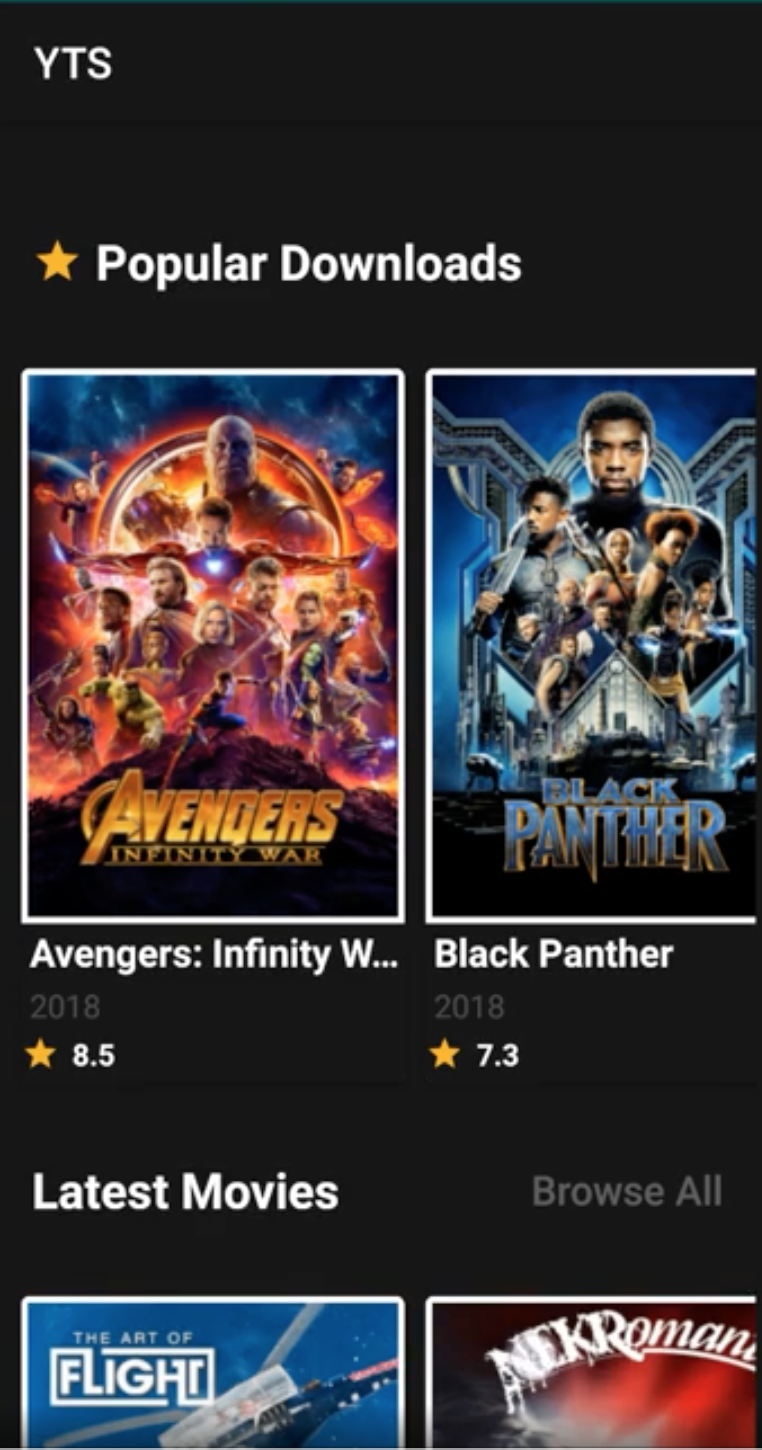 YTS
Popular Downloads
AVENGERS
INFINITY WAR
BLACK
PANTHER
Avengers: Infinity W...
Black Panther
2018
2018
8.5
7.3
Latest Movies
Browse All
THE ART OF
FLIGHT
NEKRomant